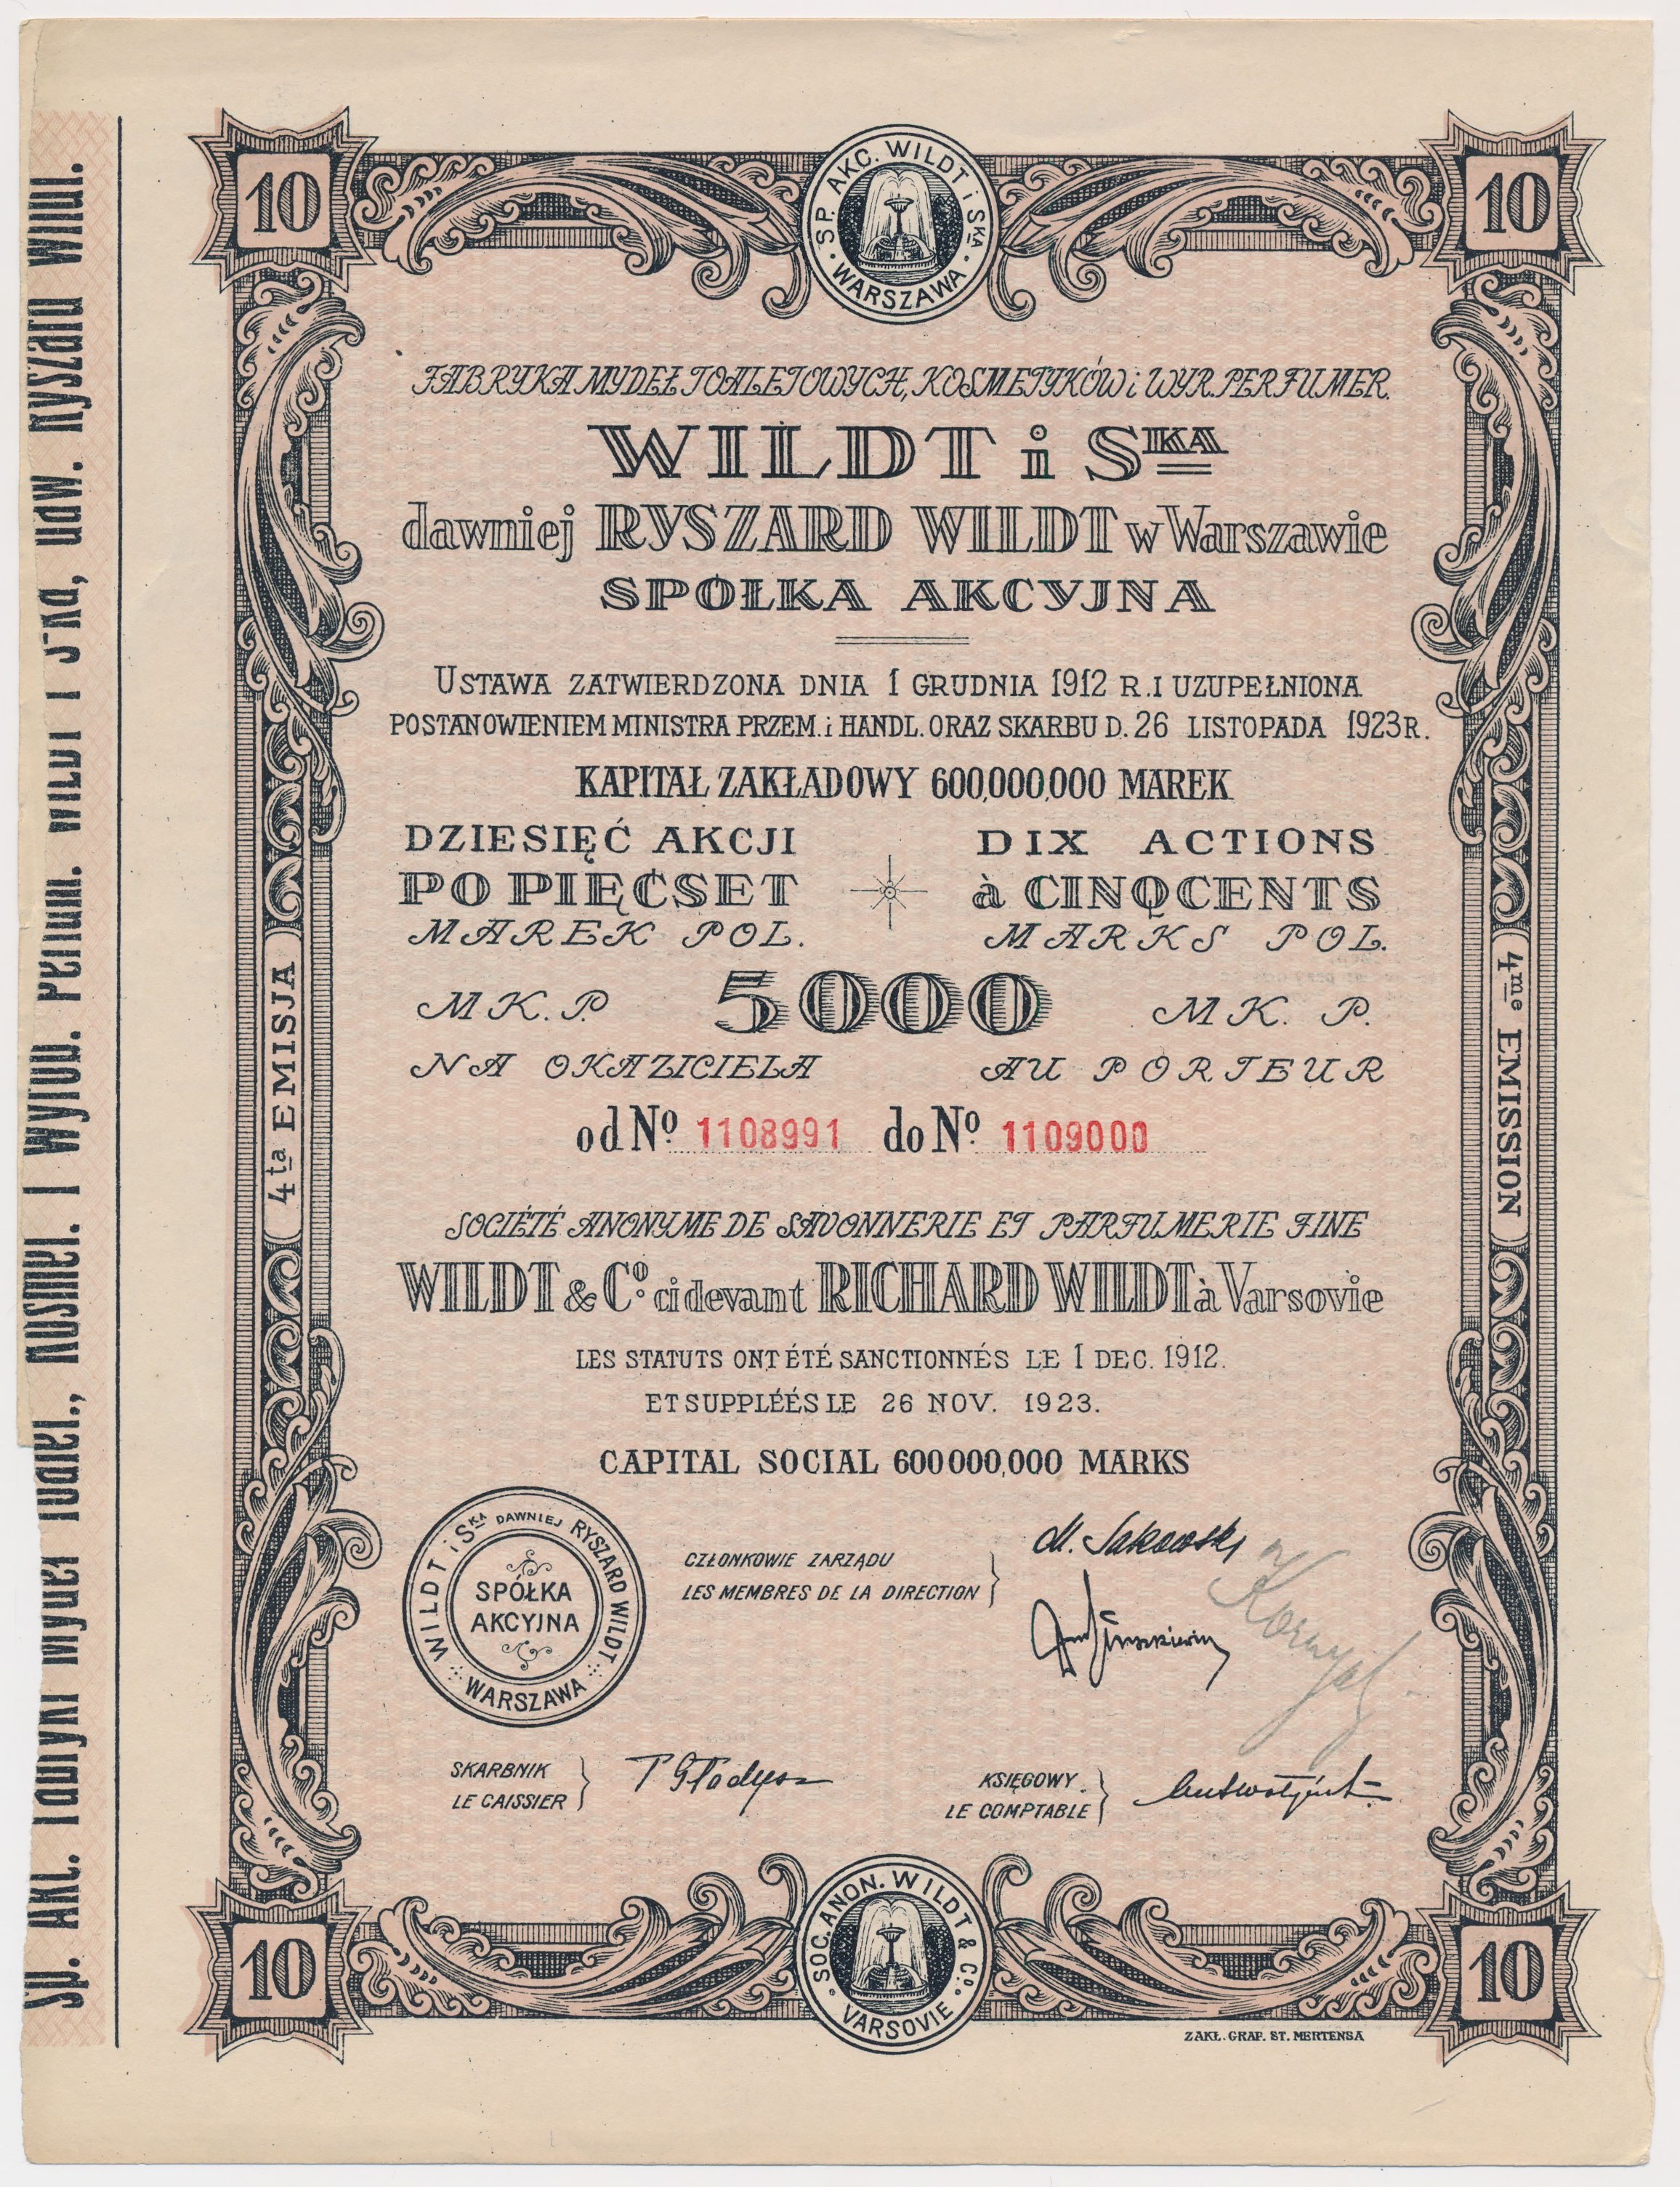 10
SP. AKC. WILDT i SKA
WARSZAWA
10
FABRYKA MYDEŁ TOALETOWYCH, KOSMETYKÓW i WYR. PERFUMER.
WILDT i SKA
dawniej RYSZARD WILDT w Warszawie
SPÓŁKA AKCYJNA
USTAWA ZATWIERDZONA DNIA 1 GRUDNIA 1912 R. I UZUPEŁNIONA
POSTANOWIENIEM MINISTRA PRZEM. i HANDL. ORAZ SKARBU D. 26 LISTOPADA 1923 R.
KAPITAŁ ZAKŁADOWY 600,000,000 MAREK
DZIESIĘĆ AKCJI
PO PIĘĆSET
MAREK POL.
DIX ACTIONS
à CINQCENTS
MARKS POL.
MK. P. 5000 MK. P.
NA OKAZICIELA
AU PORTEUR
od Nº 1108991 do Nº 1109000
4ta EMISJA
4me EMISSION
SOCIÉTÉ ANONYME DE SAVONNERIE ET PARFUMERIE FINE
WILDT & Cº. ci devant RICHARD WILDT à Varsovie
LES STATUTS ONT ÉTÉ SANCTIONNÉS LE 1 DEC. 1912.
ET SUPPLÉÉS LE 26 NOV. 1923.
CAPITAL SOCIAL 600000,000 MARKS
WILDT i SKA DAWNIEJ RYSZARD WILDT
WARSZAWA
SPÓŁKA
AKCYJNA
CZŁONKOWIE ZARZĄDU
LES MEMBRES DE LA DIRECTION
SKARBNIK
LE CAISSIER
KSIĘGOWY
LE COMPTABLE
10
SOC. ANON. WILDT & Cº.
VARSOVIE
10
ZAKŁ. GRAF. ST. MERTENSA